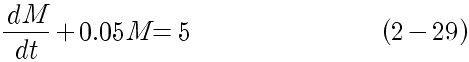 dM/dt + 0.05M = 5 (2 – 29)